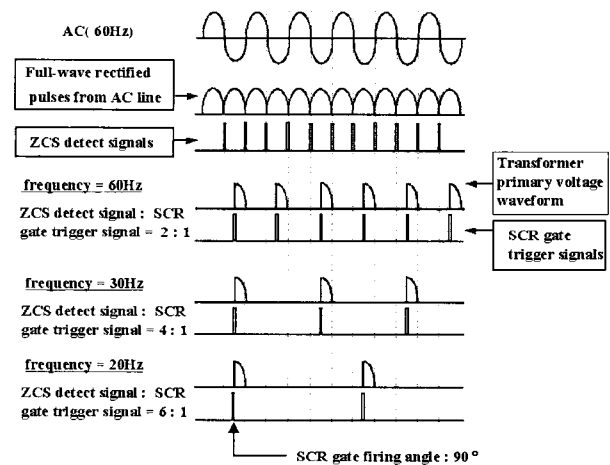 AC( 60Hz)
Full-wave rectified
pulses from AC line
ZCS detect signals
frequency = 60Hz
ZCS detect signal : SCR
gate trigger signal = 2 : 1
Transformer
primary voltage
waveform
SCR gate
trigger signals
frequency = 30Hz
ZCS detect signal : SCR
gate trigger signal = 4 : 1
frequency = 20Hz
ZCS detect signal : SCR
gate trigger signal = 6 : 1
SCR gate firing angle : 90°